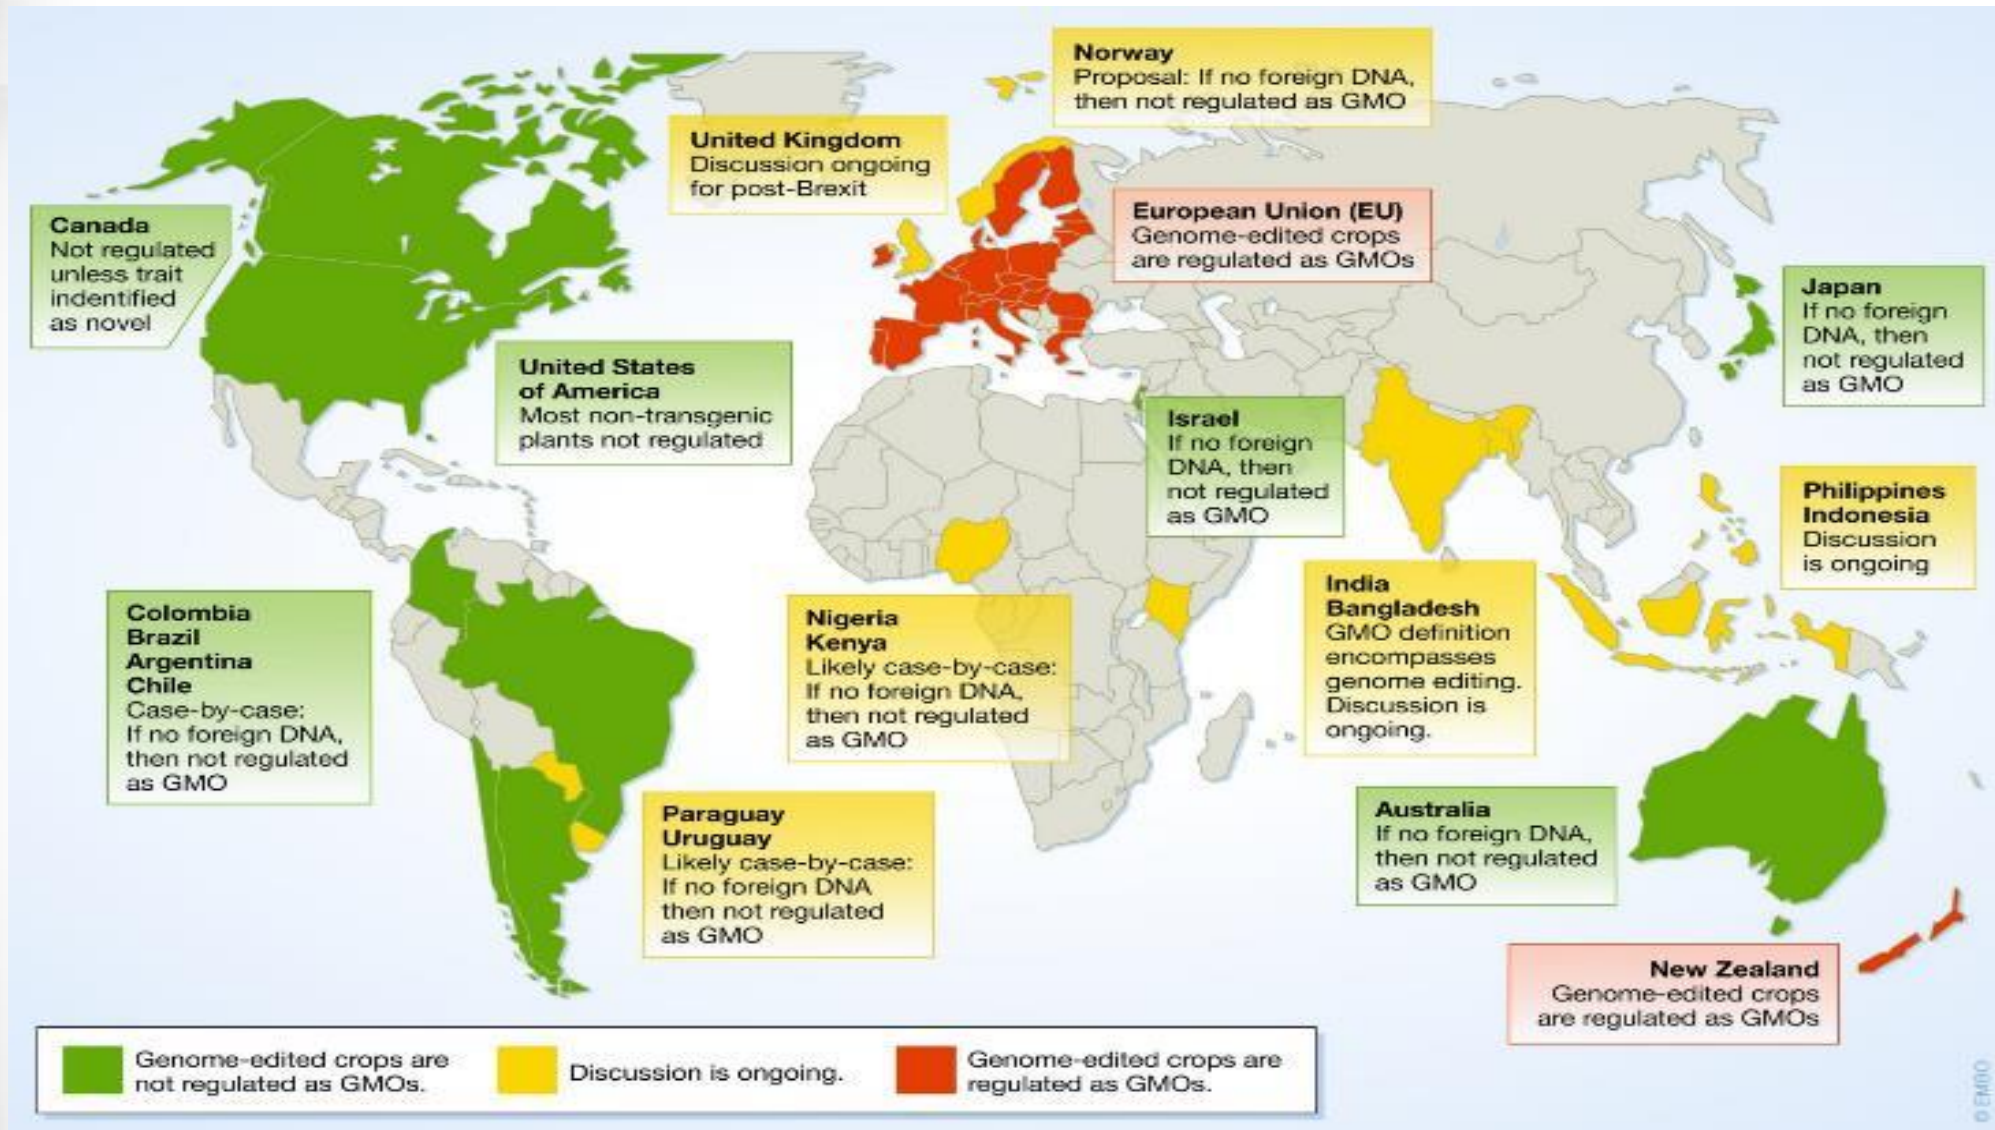 Norway
Proposal: If no foreign DNA,
then not regulated as GMO
United Kingdom
Discussion ongoing
for post-Brexit
European Union (EU)
Genome-edited crops
are regulated as GMOs
Canada
Not regulated
unless trait
indentified
as novel
Japan
If no foreign
DNA, then
not regulated
as GMO
United States
of America
Most non-transgenic
plants not regulated
Israel
If no foreign
DNA, then
not regulated
as GMO
Philippines
Indonesia
Discussion
is ongoing
India
Bangladesh
GMO definition
encompasses
genome editing.
Discussion is
ongoing.
Colombia
Brazil
Argentina
Chile
Case-by-case:
If no foreign DNA,
then not regulated
as GMO
Nigeria
Kenya
Likely case-by-case:
If no foreign DNA,
then not regulated
as GMO
Paraguay
Uruguay
Likely case-by-case:
If no foreign DNA
then not regulated
as GMO
Australia
If no foreign DNA,
then not regulated
as GMO
New Zealand
Genome-edited crops
are regulated as GMOs
Genome-edited crops are
not regulated as GMOs.
Discussion is ongoing.
Genome-edited crops are
regulated as GMOs.
© EMBO